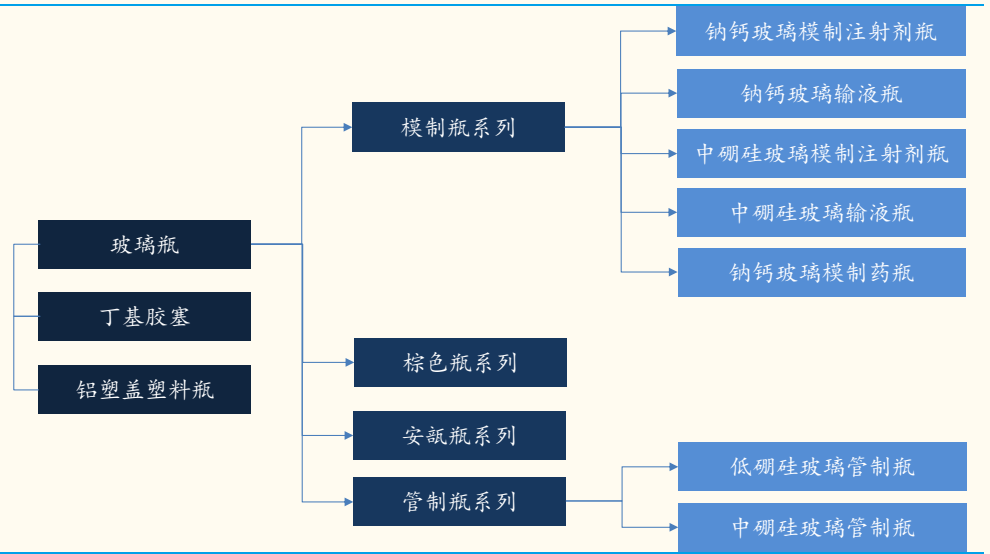 玻璃瓶
丁基胶塞
铝塑盖塑料瓶
模制瓶系列
棕色瓶系列
安瓿瓶系列
管制瓶系列
钠钙玻璃模制注射剂瓶
钠钙玻璃输液瓶
中硼硅玻璃模制注射剂瓶
中硼硅玻璃输液瓶
钠钙玻璃模制药瓶
低硼硅玻璃管制瓶
中硼硅玻璃管制瓶